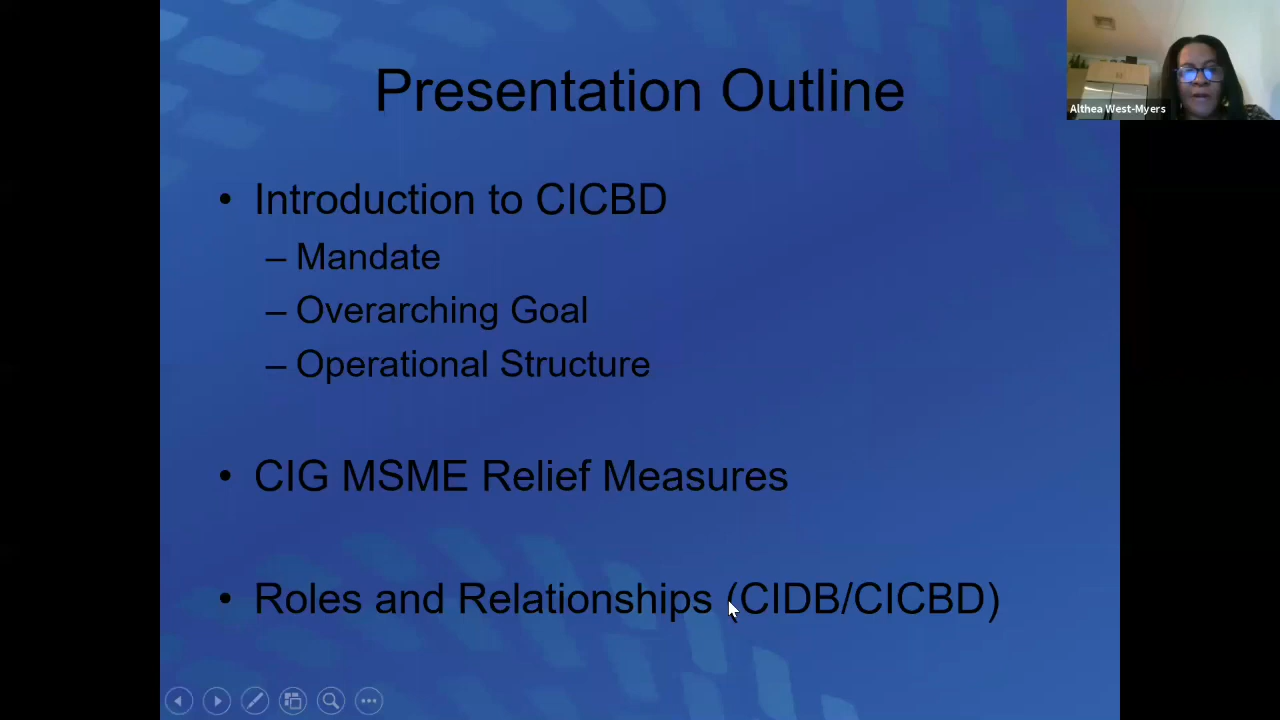 Presentation Outline
Althea West-Myers
• Introduction to CICBD
– Mandate
– Overarching Goal
– Operational Structure
• CIG MSME Relief Measures
• Roles and Relationships (CIDB/CICBD)